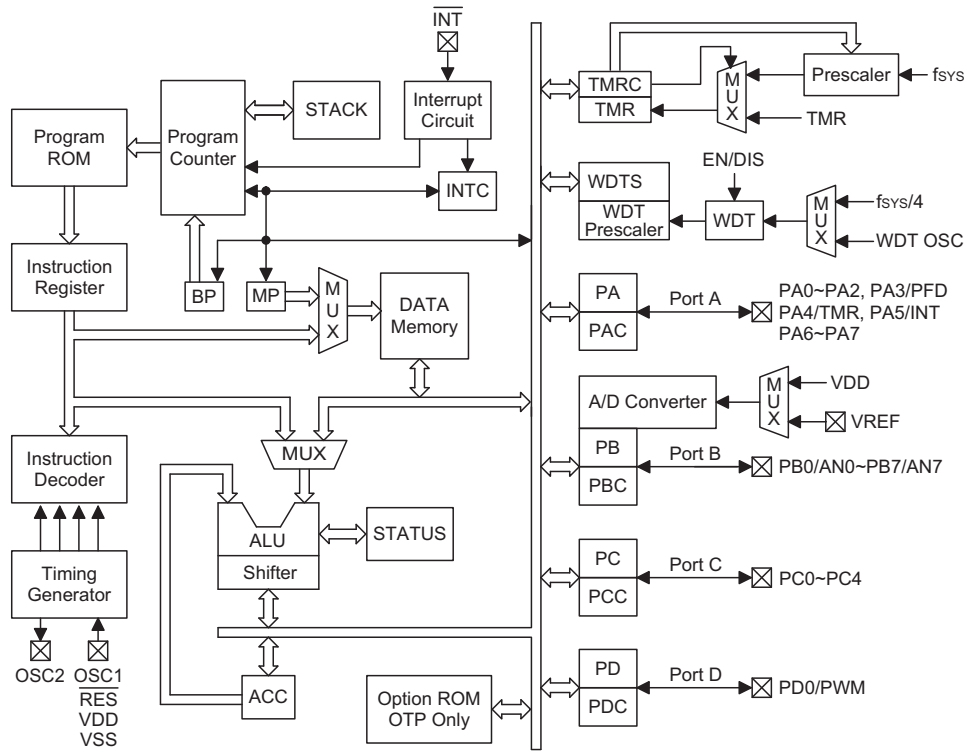 INT
STACK
Interrupt
Circuit
INTC
Program
ROM
Program
Counter
Instruction
Register
BP
MP
MUX
DATA
Memory
Instruction
Decoder
MUX
ALU
Shifter
STATUS
Timing
Generator
OSC2
OSC1
RES
VDD
VSS
ACC
Option ROM
OTP Only
TMRC
TMR
MUX
Prescaler
fSYS
TMR
WDTS
WDT
Prescaler
EN/DIS
WDT
MUX
fSYS/4
WDT OSC
PA
PAC
Port A
PA0~PA2, PA3/PFD
PA4/TMR, PA5/INT
PA6~PA7
A/D Converter
MUX
VDD
VREF
PB
PBC
Port B
PB0/AN0~PB7/AN7
PC
PCC
Port C
PC0~PC4
PD
PDC
Port D
PD0/PWM